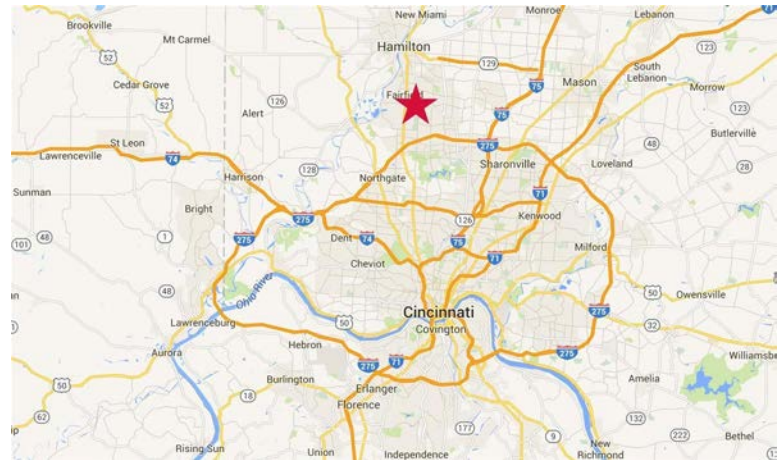 New Miami
Monroe
71
Lebanon
Brookville
Mt Carmel
Hamilton
123
52
129
South
Lebanon
52
75
Mason
Morrow
Cedar Grove
Fairfield
126
Alert
75
123
St Leon
48
Butlerville
Lawrenceville
74
275
128
Sharonville
Loveland
28
Harrison
Northgate
Sunman
71
Bright
275
126
Kenwood
101
48
1
275
Dent
74
75
Milford
Cheviot
71
50
48
Ohio River
Owensville
Cincinnati
275
Lawrenceburg
50
Covington
32
Aurora
Hebron
71
275
275
Williamsb
50
Burlington
Erlanger
Amelia
18
Florence
62
132
177
222
Bethel
9
Rising Sun
Union
Independence
New
Richmond